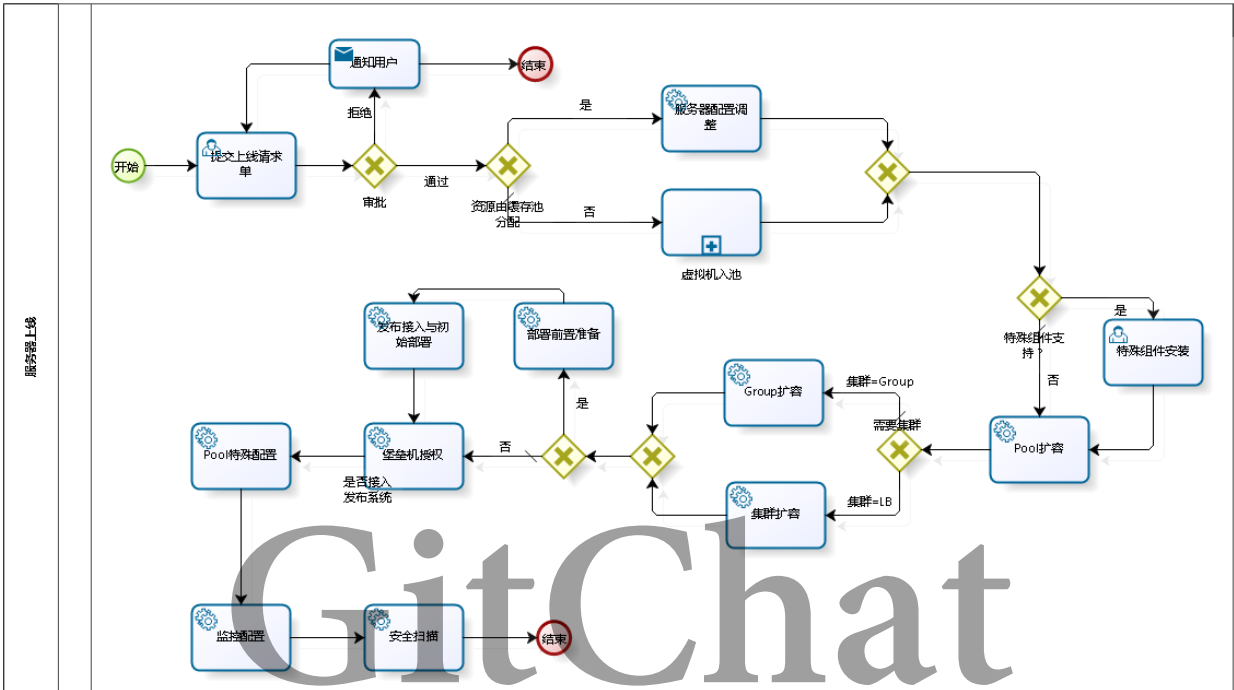 服务器上线
通知用户
结束
拒绝
开始
提交上线请求
单
审批
通过
资源由缓存池
分配
是
服务器配置调
整
否
虚拟机入池
特殊组件支
持?
是
特殊组件安装
否
发布接入与初
始部署
部署前置准备
Group扩容
集群=Group
需要集群
Pool扩容
是
否
Pool特殊配置
堡垒机授权
是否接入
发布系统
集群扩容
集群=LB
监控配置
安全扫描
结束
GitChat